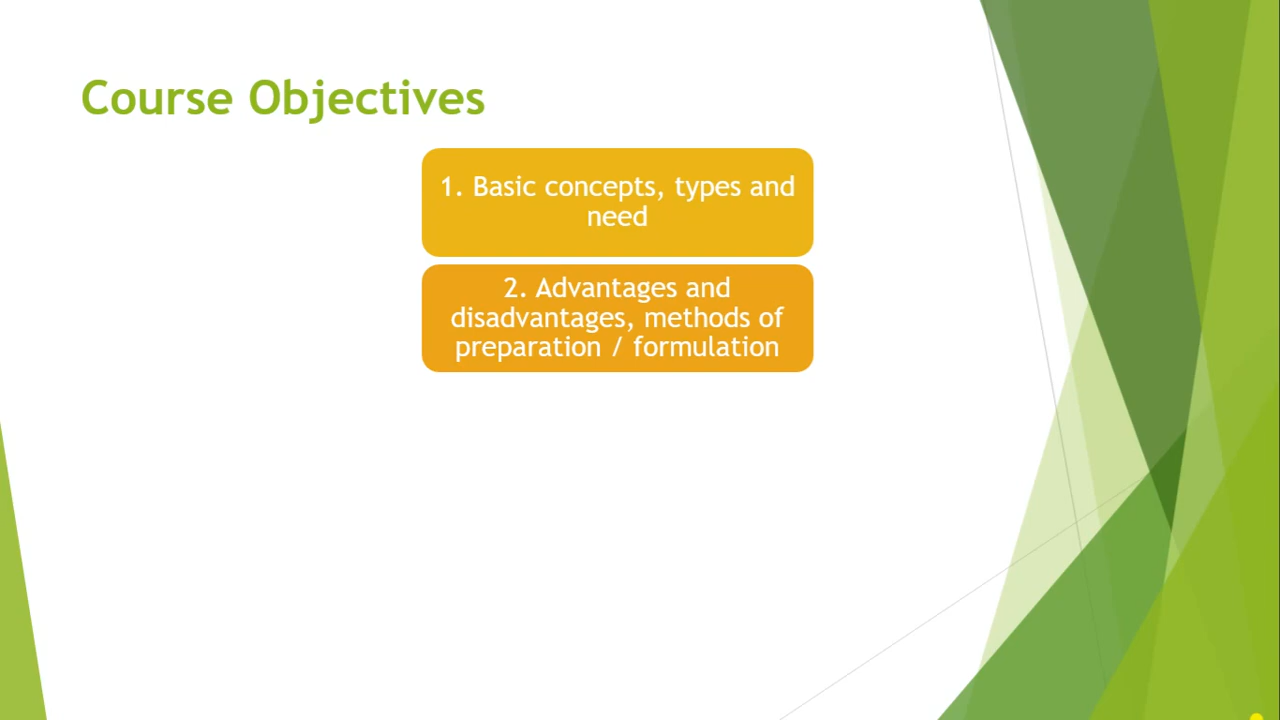 Course Objectives
1. Basic concepts, types and
need
2. Advantages and
disadvantages, methods of
preparation / formulation